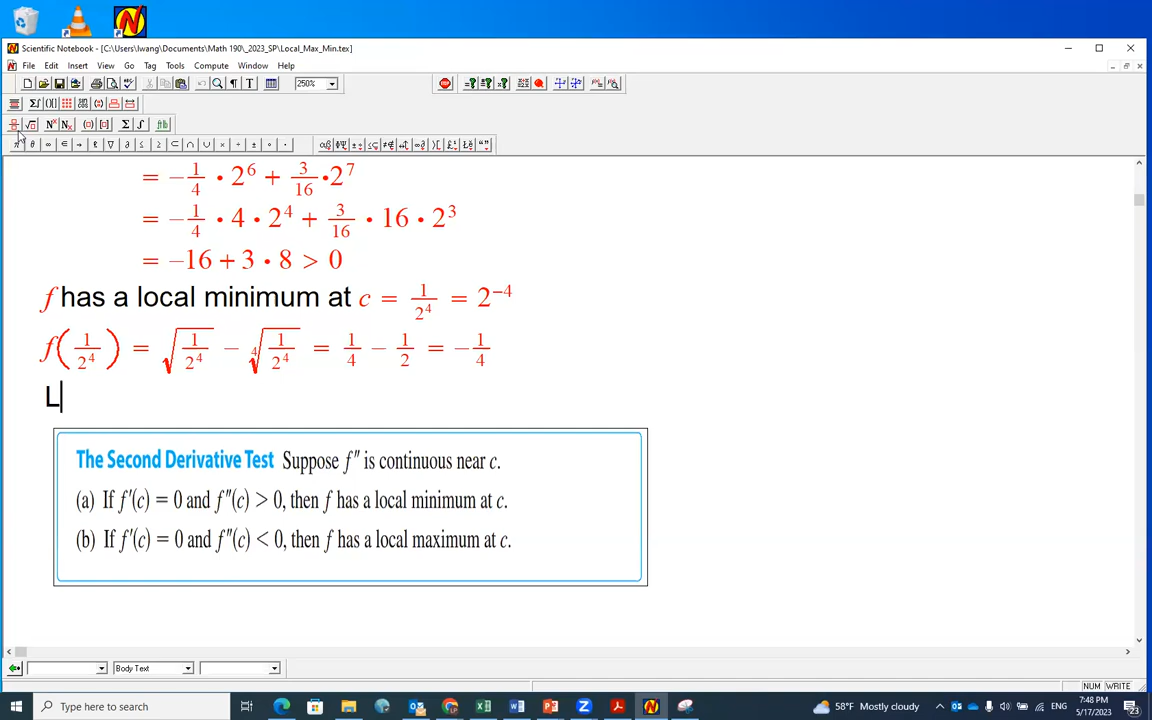 Scientific Notebook - [C:\Users\lwang\Documents\Math 190\_2023_SP\Local_Max_Min.tex]
File Edit Insert View Go Tag Tools Compute Window Help
250%
= −1/4 • 2^6 + 3/16 • 2^7
= −1/4 • 4 • 2^4 + 3/16 • 16 • 2^3
= −16 + 3 • 8 > 0
f has a local minimum at c = 1/2^4 = 2^−4
f(1/2^4) = √(1/2^4) − ∜(1/2^4) = 1/4 − 1/2 = −1/4
L
The Second Derivative Test Suppose f″ is continuous near c.
(a) If f′(c) = 0 and f″(c) > 0, then f has a local minimum at c.
(b) If f′(c) = 0 and f″(c) < 0, then f has a local maximum at c.
Body Text
NUM WRITE
Type here to search
58°F Mostly cloudy
ENG
7:48 PM
5/17/2023
23